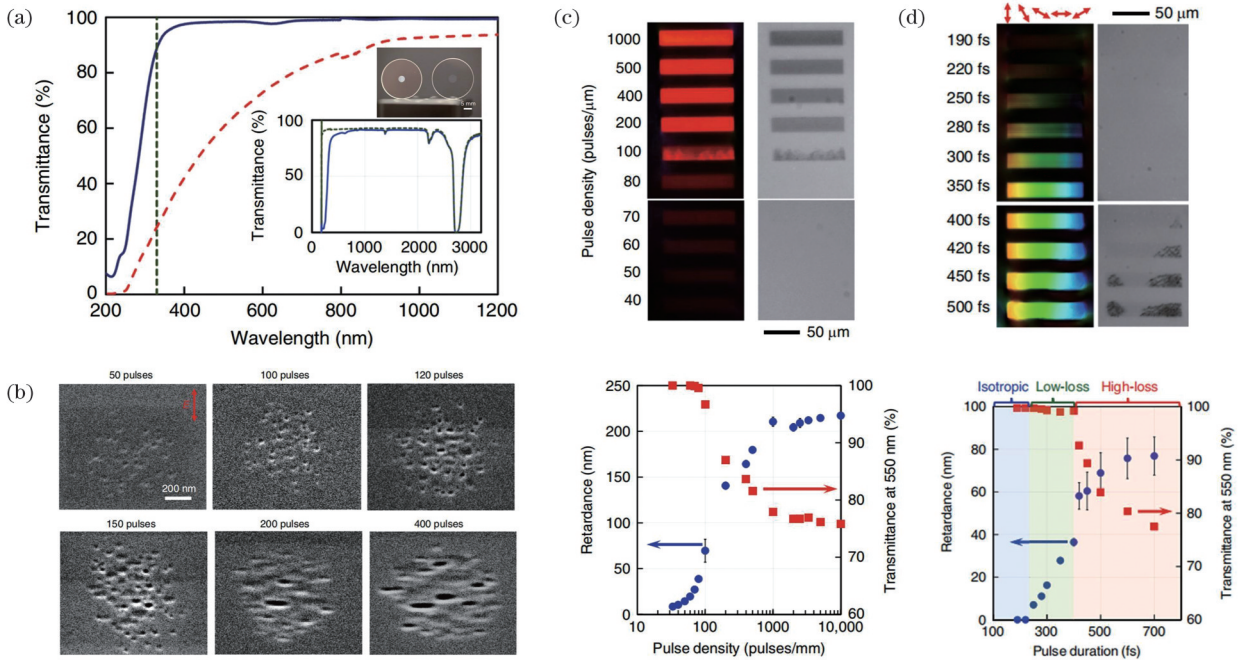 (a)
Transmittance (%)
100
80
60
40
20
0
200
400
600
800
1000
1200
Wavelength (nm)
5 mm
Transmittance (%)
100
50
0
0
1000
2000
3000
Wavelength (nm)
(b)
50 pulses
100 pulses
120 pulses
200 nm
150 pulses
200 pulses
400 pulses
(c)
Pulse density (pulses/μm)
1000
500
400
200
100
80
70
60
50
40
50 μm
Retardance (nm)
250
200
150
100
50
0
10
100
1000
10,000
Pulse density (pulses/mm)
100
90
80
70
60
Transmittance at 550 nm (%)
(d)
50 μm
190 fs
220 fs
250 fs
280 fs
300 fs
350 fs
400 fs
420 fs
450 fs
500 fs
Isotropic
Low-loss
High-loss
Retardance (nm)
100
80
60
40
20
0
100
300
500
700
Pulse duration (fs)
100
90
80
70
60
Transmittance at 550 nm (%)